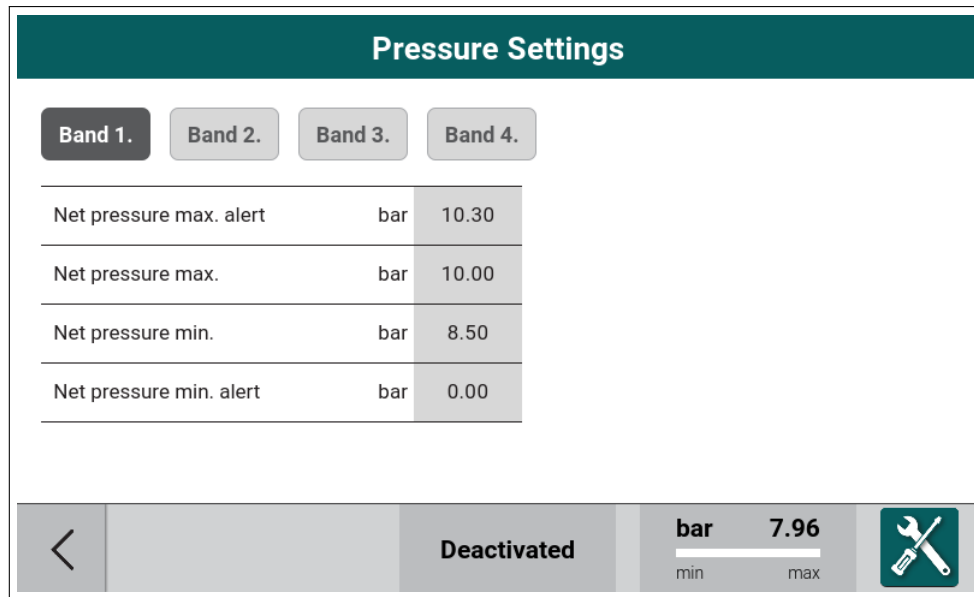 Pressure Settings
Band 1. Band 2. Band 3. Band 4.
Net pressure max. alert bar 10.30
Net pressure max. bar 10.00
Net pressure min. bar 8.50
Net pressure min. alert bar 0.00
Deactivated
bar 7.96
min max